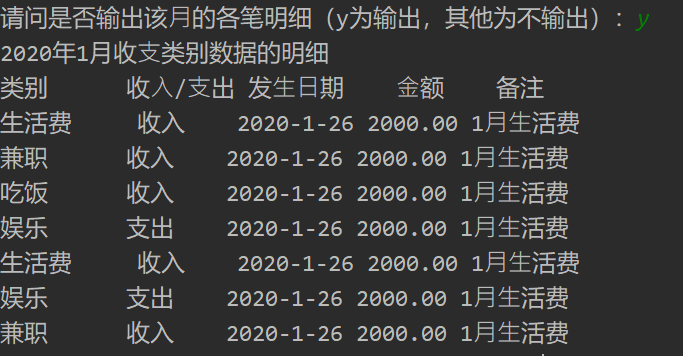 请问是否输出该月的各笔明细（y为输出，其他为不输出）：y
2020年1月收支类别数据的明细
类别 收入/支出 发生日期 金额 备注
生活费 收入 2020-1-26 2000.00 1月生活费
兼职 收入 2020-1-26 2000.00 1月生活费
吃饭 收入 2020-1-26 2000.00 1月生活费
娱乐 支出 2020-1-26 2000.00 1月生活费
生活费 收入 2020-1-26 2000.00 1月生活费
娱乐 支出 2020-1-26 2000.00 1月生活费
兼职 收入 2020-1-26 2000.00 1月生活费